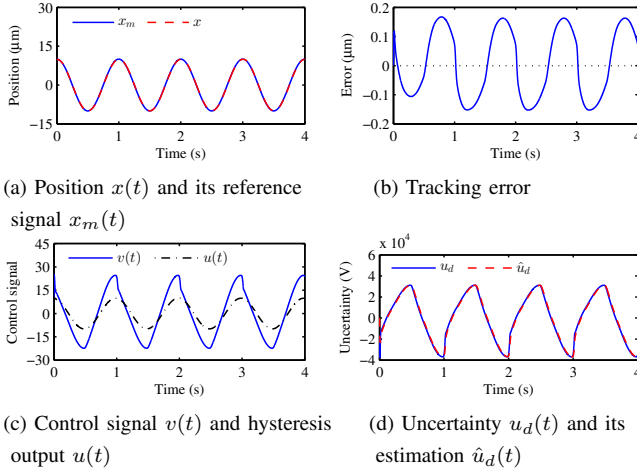 30
15
0
−15
Position (μm)
x_m
x
0 1 2 3 4
Time (s)
(a) Position x(t) and its reference
signal x_m(t)
0.2
0.1
0
−0.1
−0.2
Error (μm)
0 1 2 3 4
Time (s)
(b) Tracking error
45
30
15
0
−15
−30
Control signal
v(t)
u(t)
0 1 2 3 4
Time (s)
(c) Control signal v(t) and hysteresis
output u(t)
x 10⁴
6
4
2
0
−2
−4
Uncertainty (V)
u_d
û_d
0 1 2 3 4
Time (s)
(d) Uncertainty u_d(t) and its
estimation û_d(t)